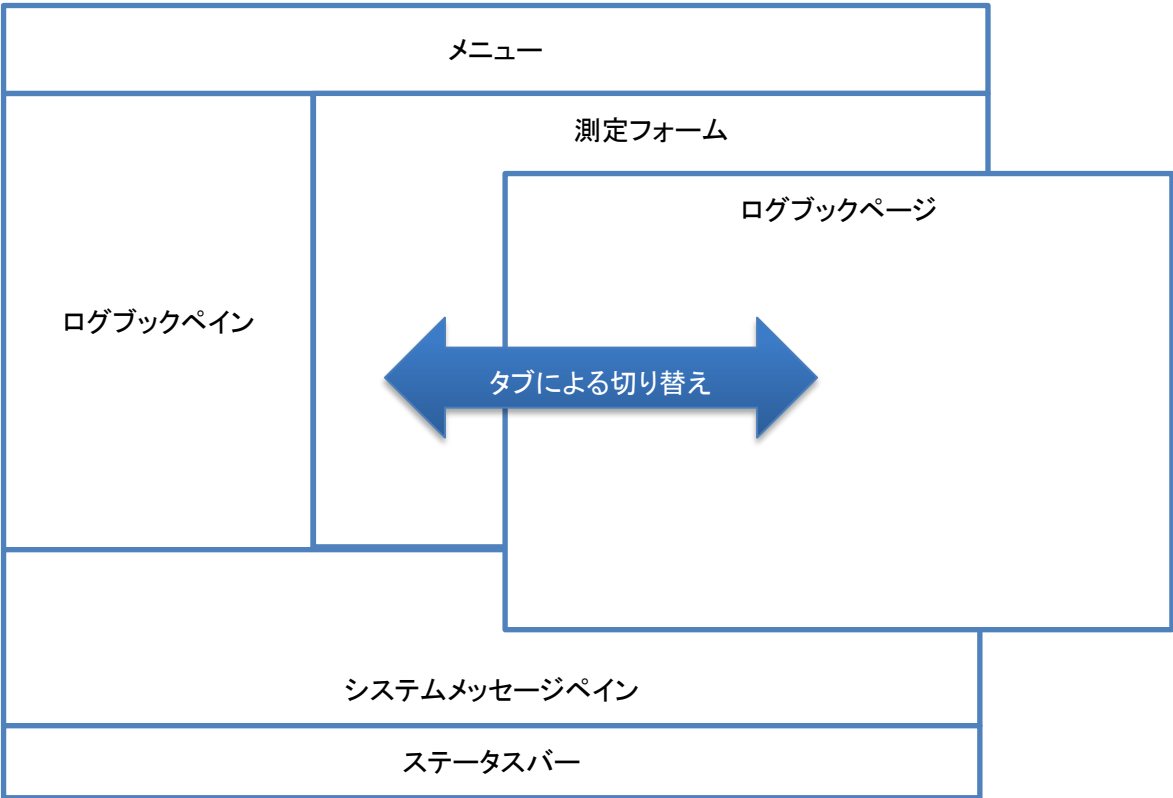 メニュー
測定フォーム
ログブックページ
ログブックペイン
タブによる切り替え
システムメッセージペイン
ステータスバー